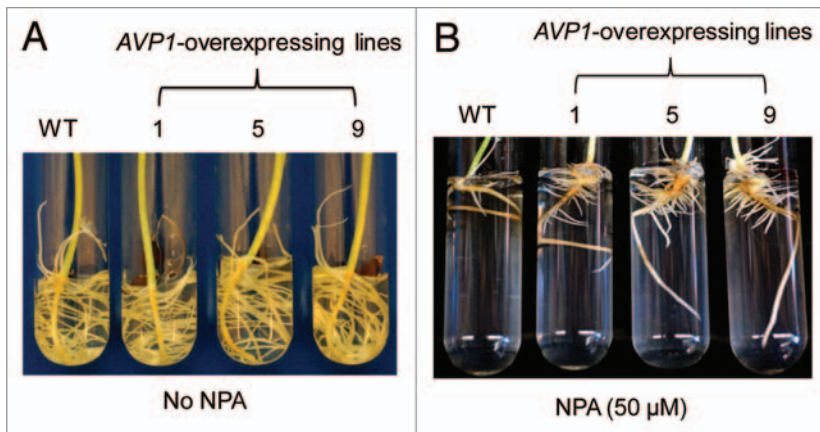 A
AVP1-overexpressing lines
WT 1 5 9
No NPA
B
AVP1-overexpressing lines
WT 1 5 9
NPA (50 µM)